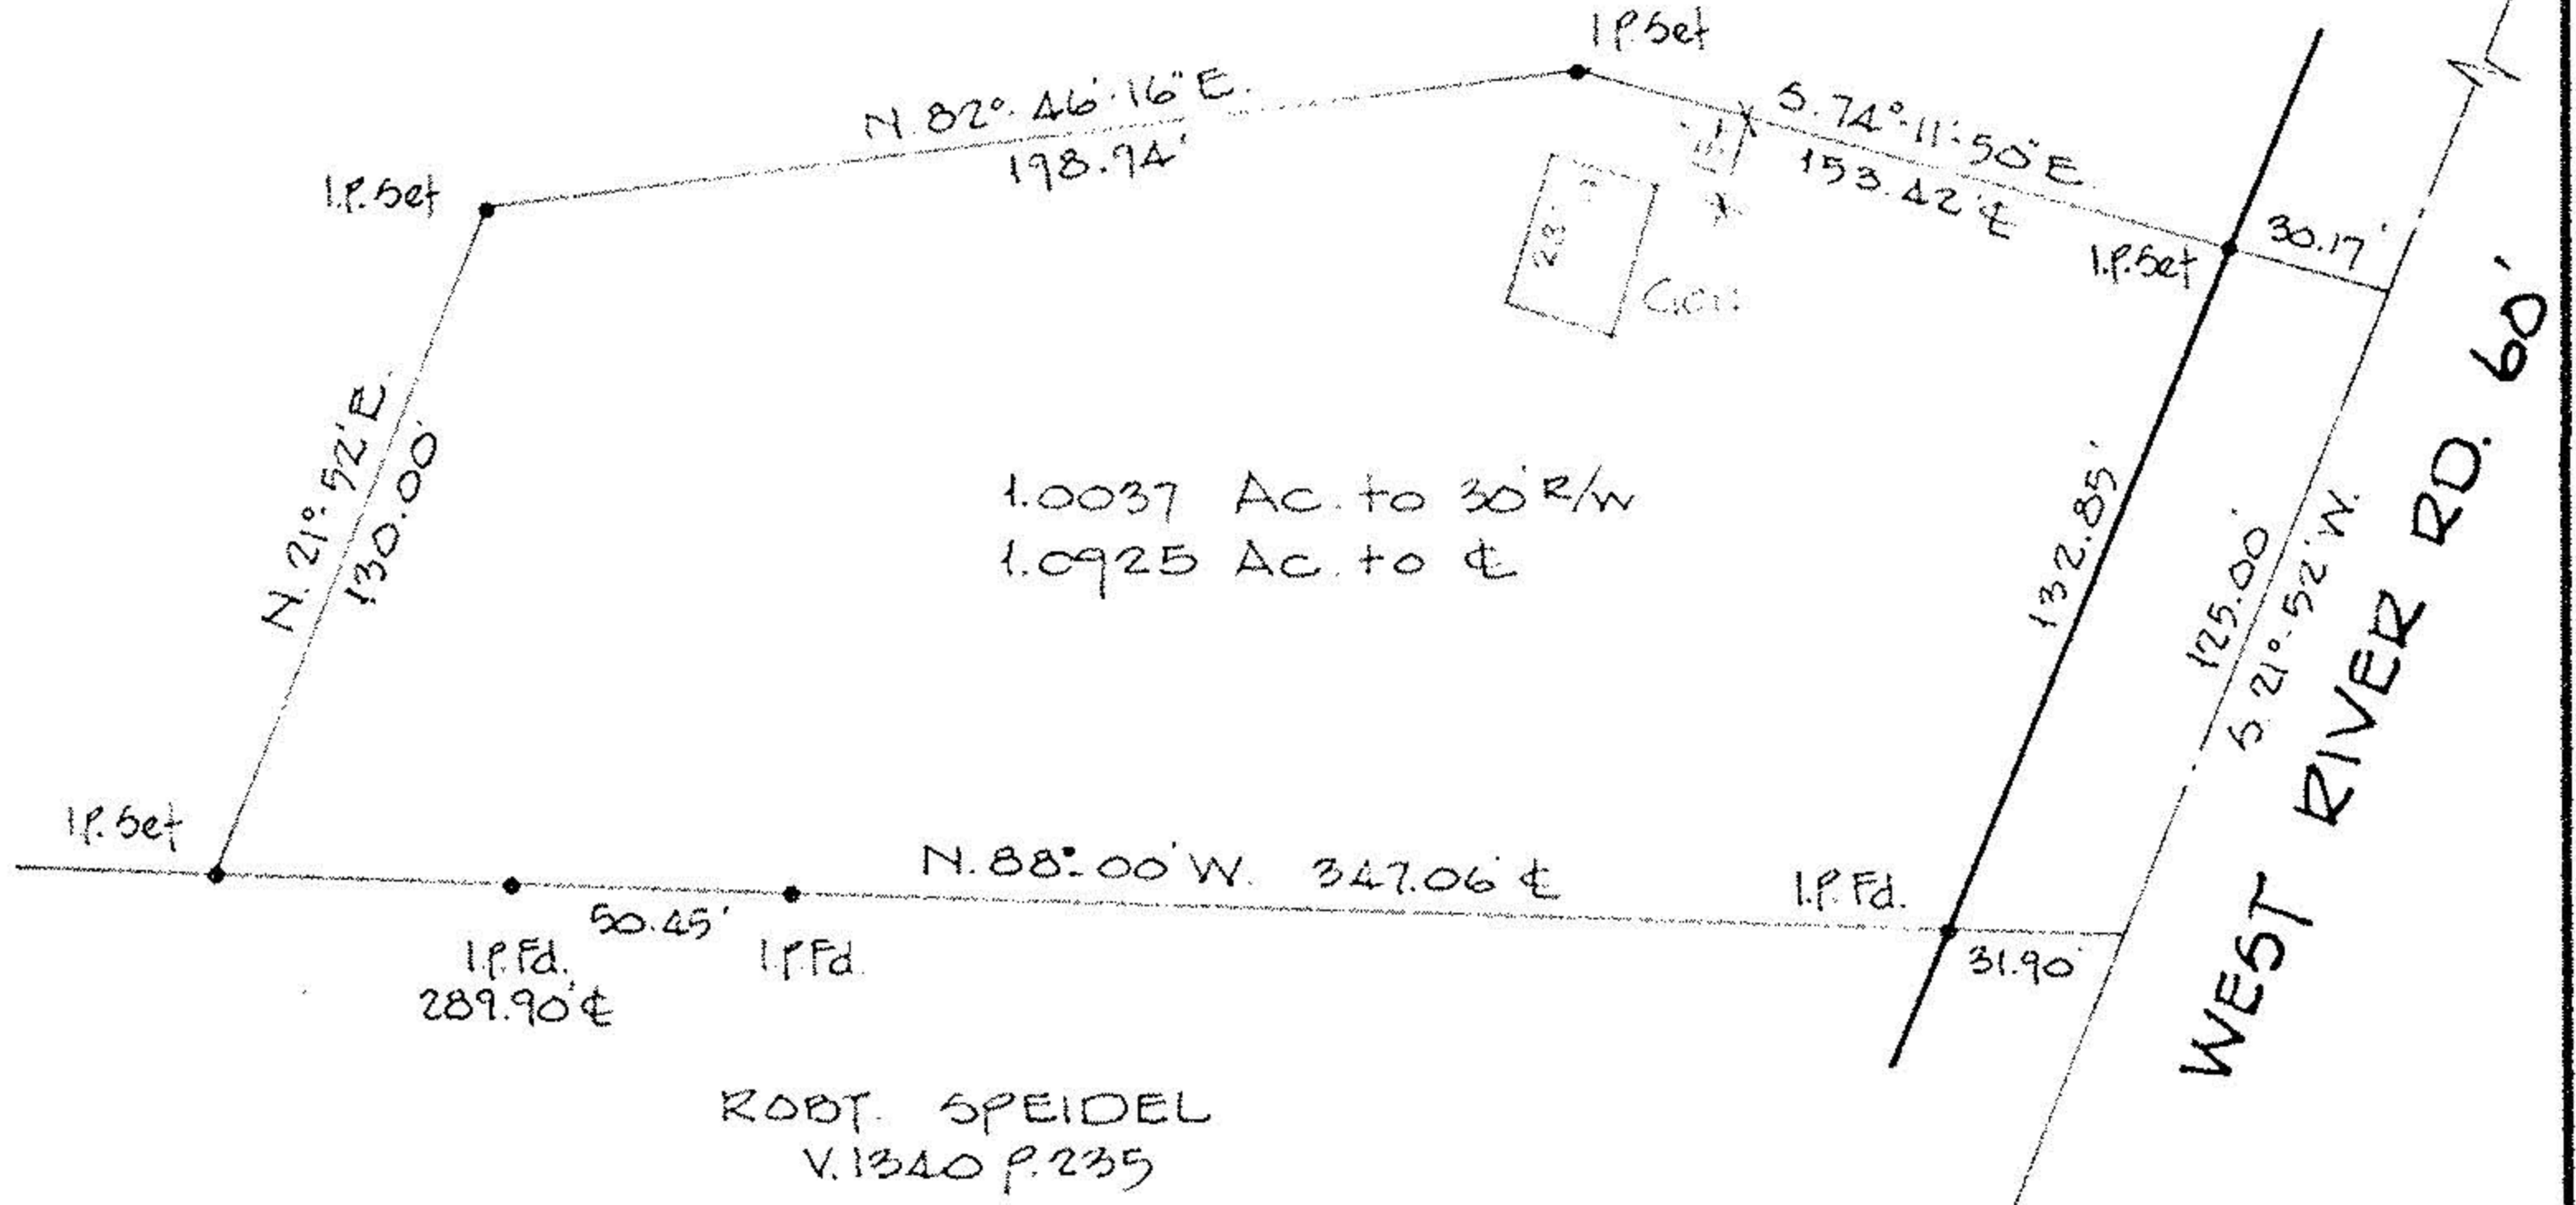 I.P. Set
N. 82°. 46'. 16" E.
198.94'
I.P. Set
S. 74°-11'-50" E.
153.42' ℄
I.P. Set
30.17'
I.P. Set
23'
N. 21°. 52' E.
130.00'
1.0037 Ac. to 30' R/W
1.0925 Ac. to ℄
132.85'
125.00'
S. 21°-52' W.
WEST RIVER RD. 60'
I.P. Set
N. 88°. 00' W. 347.06' ℄
I.P. Fd.
50.45'
31.90'
I.P. Fd.
I.P. Fd.
289.90' ℄
ROBT. SPEIDEL
V. 1340 P. 235